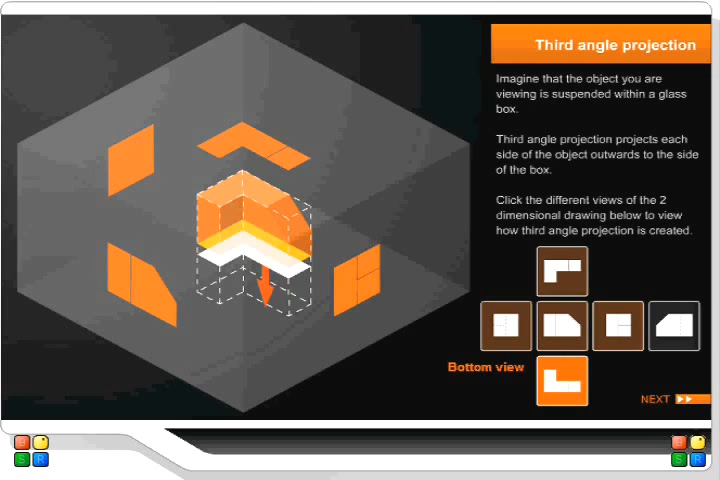 Third angle projection
Imagine that the object you are
viewing is suspended within a glass
box.
Third angle projection projects each
side of the object outwards to the side
of the box.
Click the different views of the 2
dimensional drawing below to view
how third angle projection is created.
Bottom view
NEXT
S R
S R